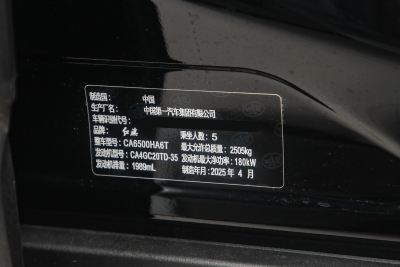 制造国： 中国
生产厂名： 中国第一汽车集团有限公司
车辆识别代号：
品牌： 红旗 乘坐人数： 5
整车型号： CA6500HA6T 最大允许总质量： 2505kg
发动机型号： CA4GC20TD-35 发动机最大净功率： 180kW
发动机排量： 1989mL 制造年月： 2025 年 4 月